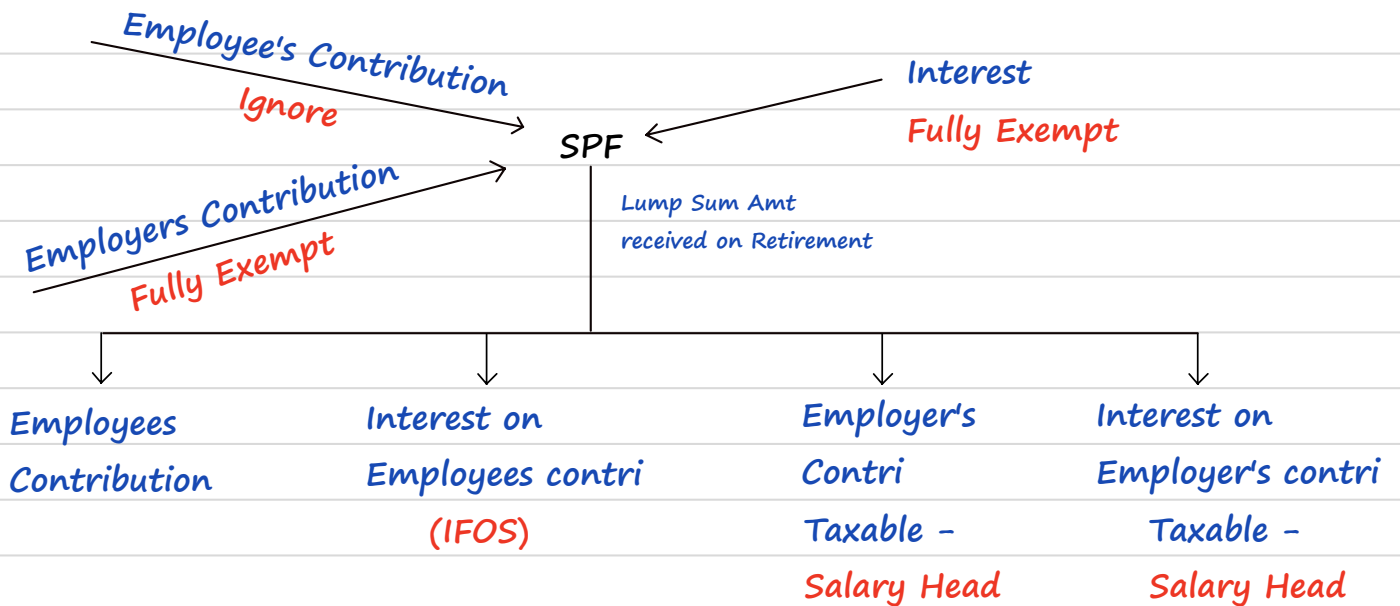 Employee's Contribution
Ignore
Interest
Fully Exempt
SPF
Employers Contribution
Fully Exempt
Lump Sum Amt
received on Retirement
Employees
Contribution
Interest on
Employees contri
(IFOS)
Employer's
Contri
Taxable -
Salary Head
Interest on
Employer's contri
Taxable -
Salary Head